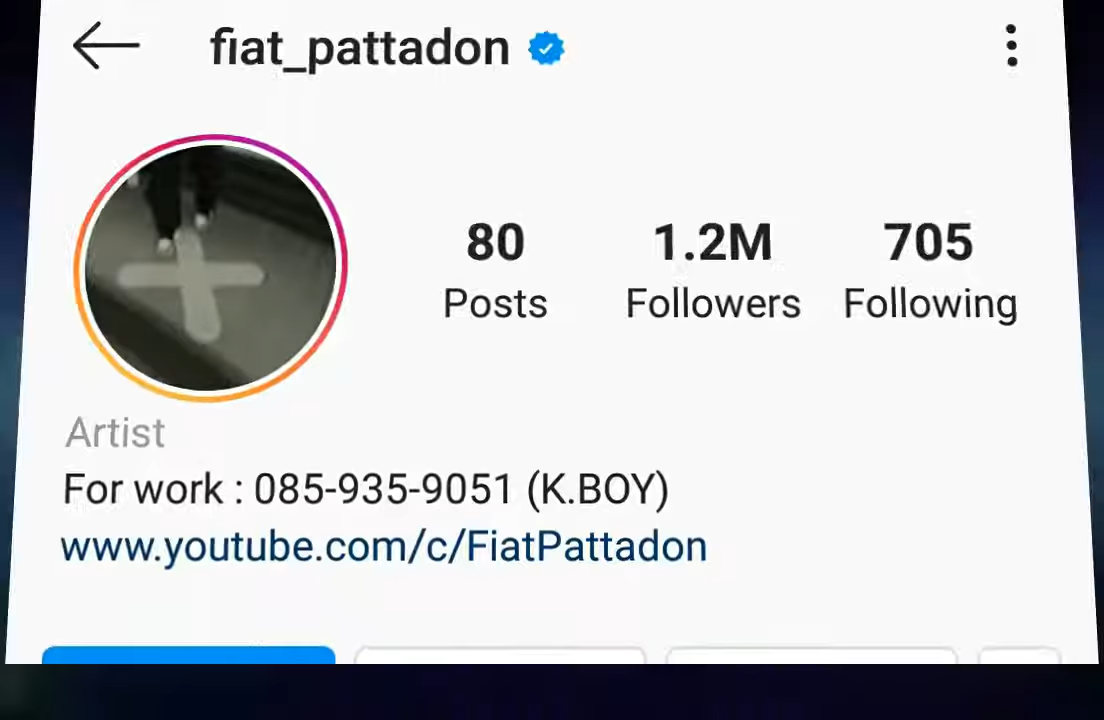 fiat_pattadon
80 1.2M 705
Posts Followers Following
Artist
For work : 085-935-9051 (K.BOY)
www.youtube.com/c/FiatPattadon